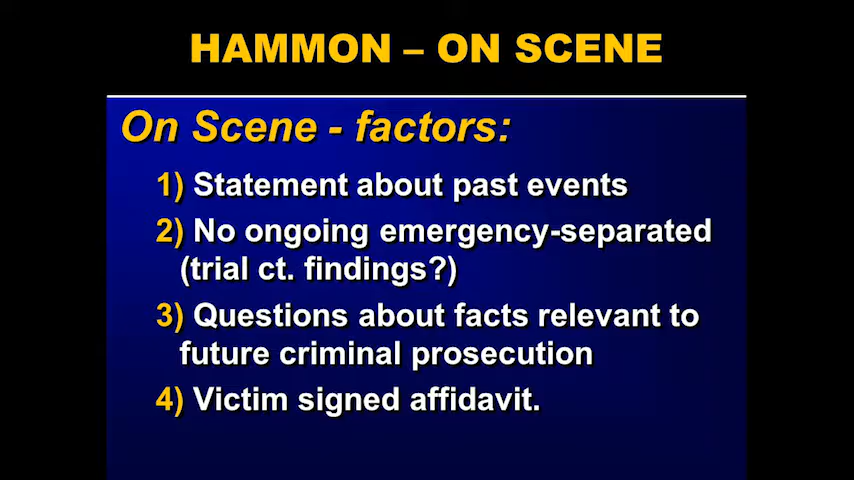 HAMMON – ON SCENE
On Scene - factors:
1) Statement about past events
2) No ongoing emergency-separated
(trial ct. findings?)
3) Questions about facts relevant to
future criminal prosecution
4) Victim signed affidavit.